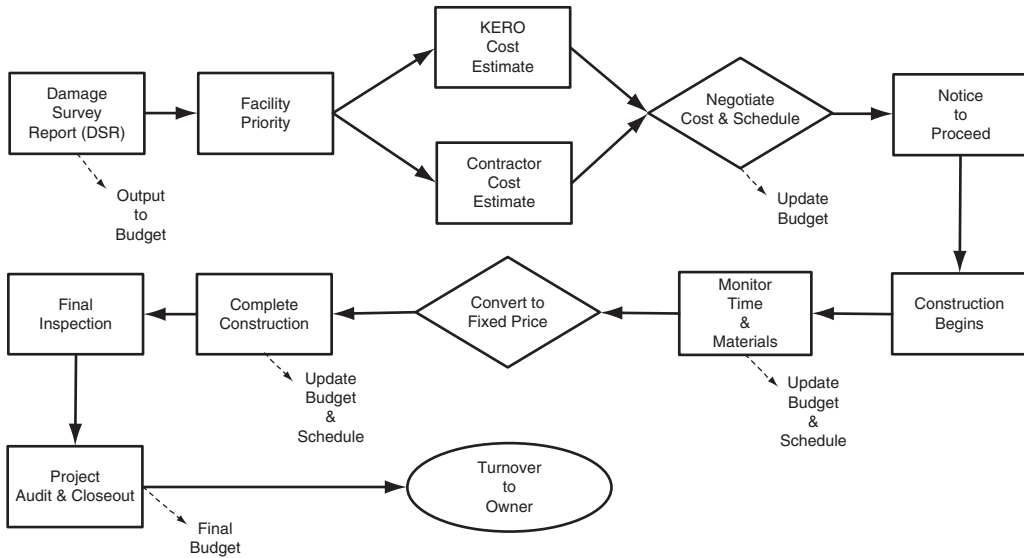 Damage
Survey
Report (DSR)
Output
to
Budget
Facility
Priority
KERO
Cost
Estimate
Contractor
Cost
Estimate
Negotiate
Cost & Schedule
Update
Budget
Notice
to
Proceed
Construction
Begins
Monitor
Time
&
Materials
Update
Budget
&
Schedule
Convert to
Fixed Price
Complete
Construction
Update
Budget
&
Schedule
Final
Inspection
Project
Audit & Closeout
Final
Budget
Turnover
to
Owner